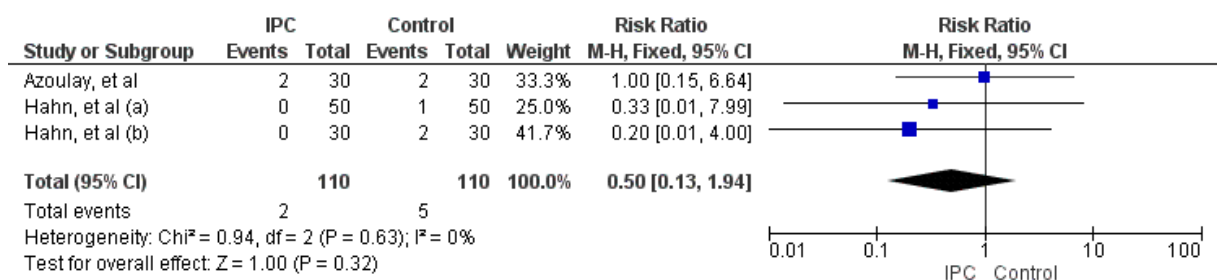 IPC Control Risk Ratio Risk Ratio
Study or Subgroup Events Total Events Total Weight M-H, Fixed, 95% CI M-H, Fixed, 95% CI
Azoulay, et al 2 30 2 30 33.3% 1.00 [0.15, 6.64]
Hahn, et al (a) 0 50 1 50 25.0% 0.33 [0.01, 7.99]
Hahn, et al (b) 0 30 2 30 41.7% 0.20 [0.01, 4.00]
Total (95% CI) 110 110 100.0% 0.50 [0.13, 1.94]
Total events 2 5
Heterogeneity: Chi² = 0.94, df = 2 (P = 0.63); I² = 0%
Test for overall effect: Z = 1.00 (P = 0.32)
0.01 0.1 1 10 100
IPC Control